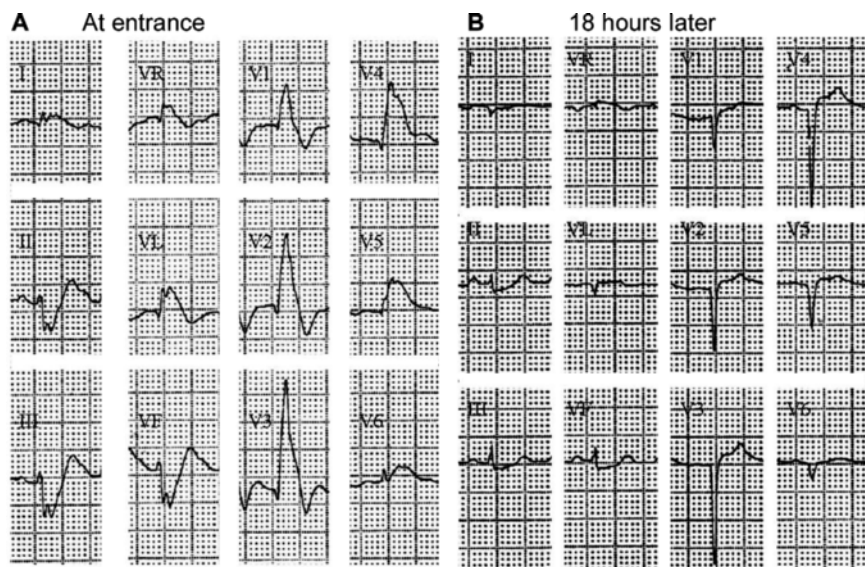 A At entrance
I VR V1 V4
II VL V2 V5
III VF V3 V6
B 18 hours later
I VR V1 V4
II VL V2 V5
III VF V3 V6